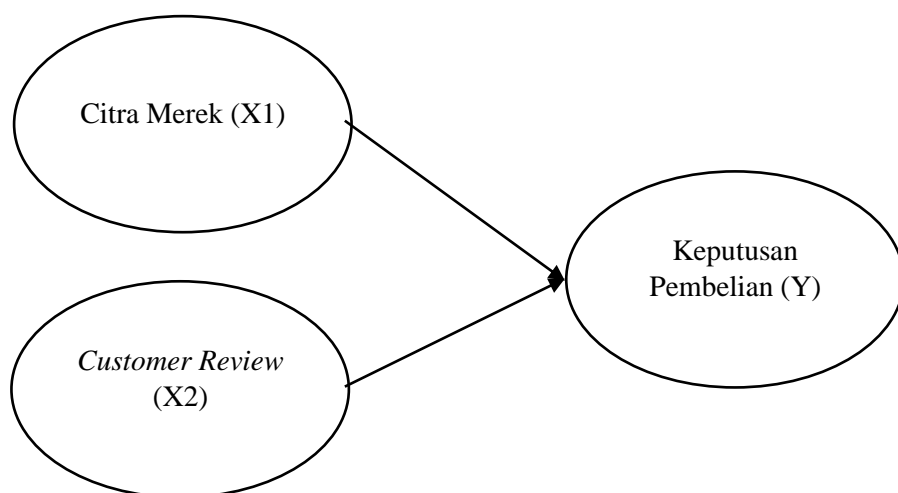 Citra Merek (X1)
Keputusan
Pembelian (Y)
Customer Review
(X2)